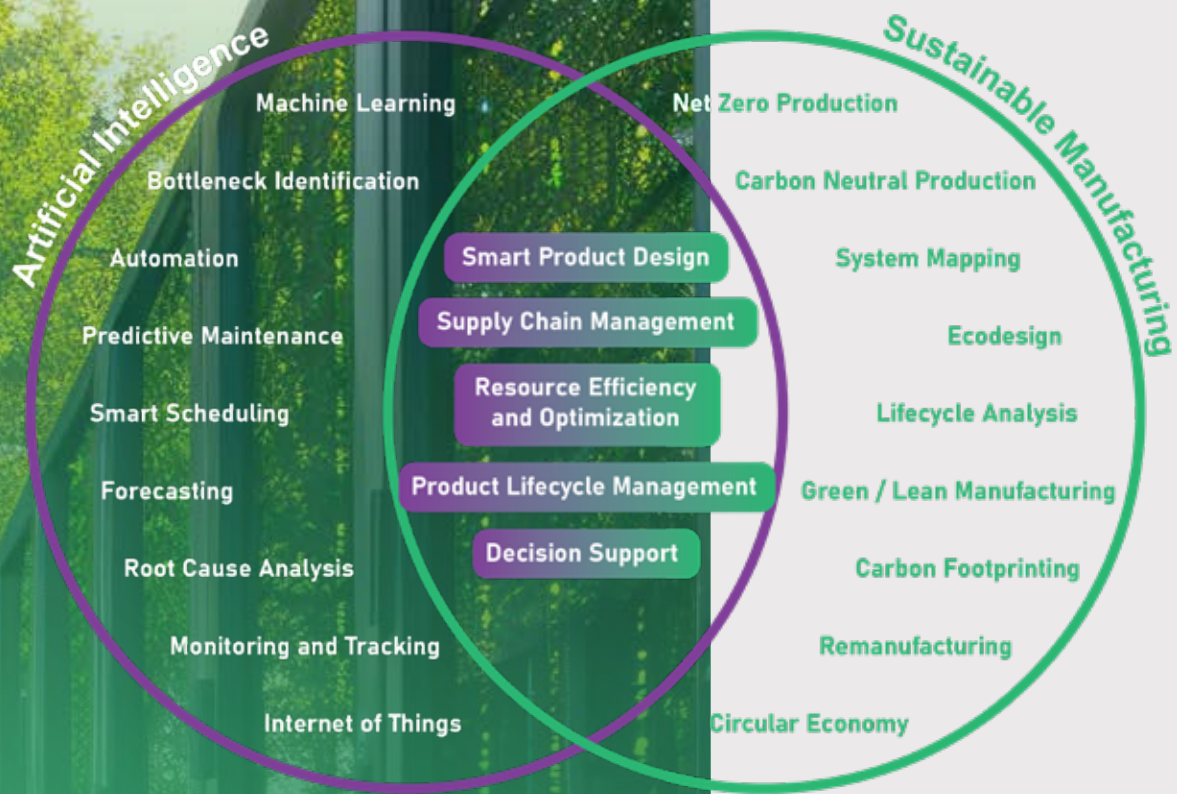 Artificial Intelligence
Machine Learning
Bottleneck Identification
Automation
Predictive Maintenance
Smart Scheduling
Forecasting
Root Cause Analysis
Monitoring and Tracking
Internet of Things
Smart Product Design
Supply Chain Management
Resource Efficiency
and Optimization
Product Lifecycle Management
Decision Support
Sustainable Manufacturing
Net Zero Production
Carbon Neutral Production
System Mapping
Ecodesign
Lifecycle Analysis
Green / Lean Manufacturing
Carbon Footprinting
Remanufacturing
Circular Economy